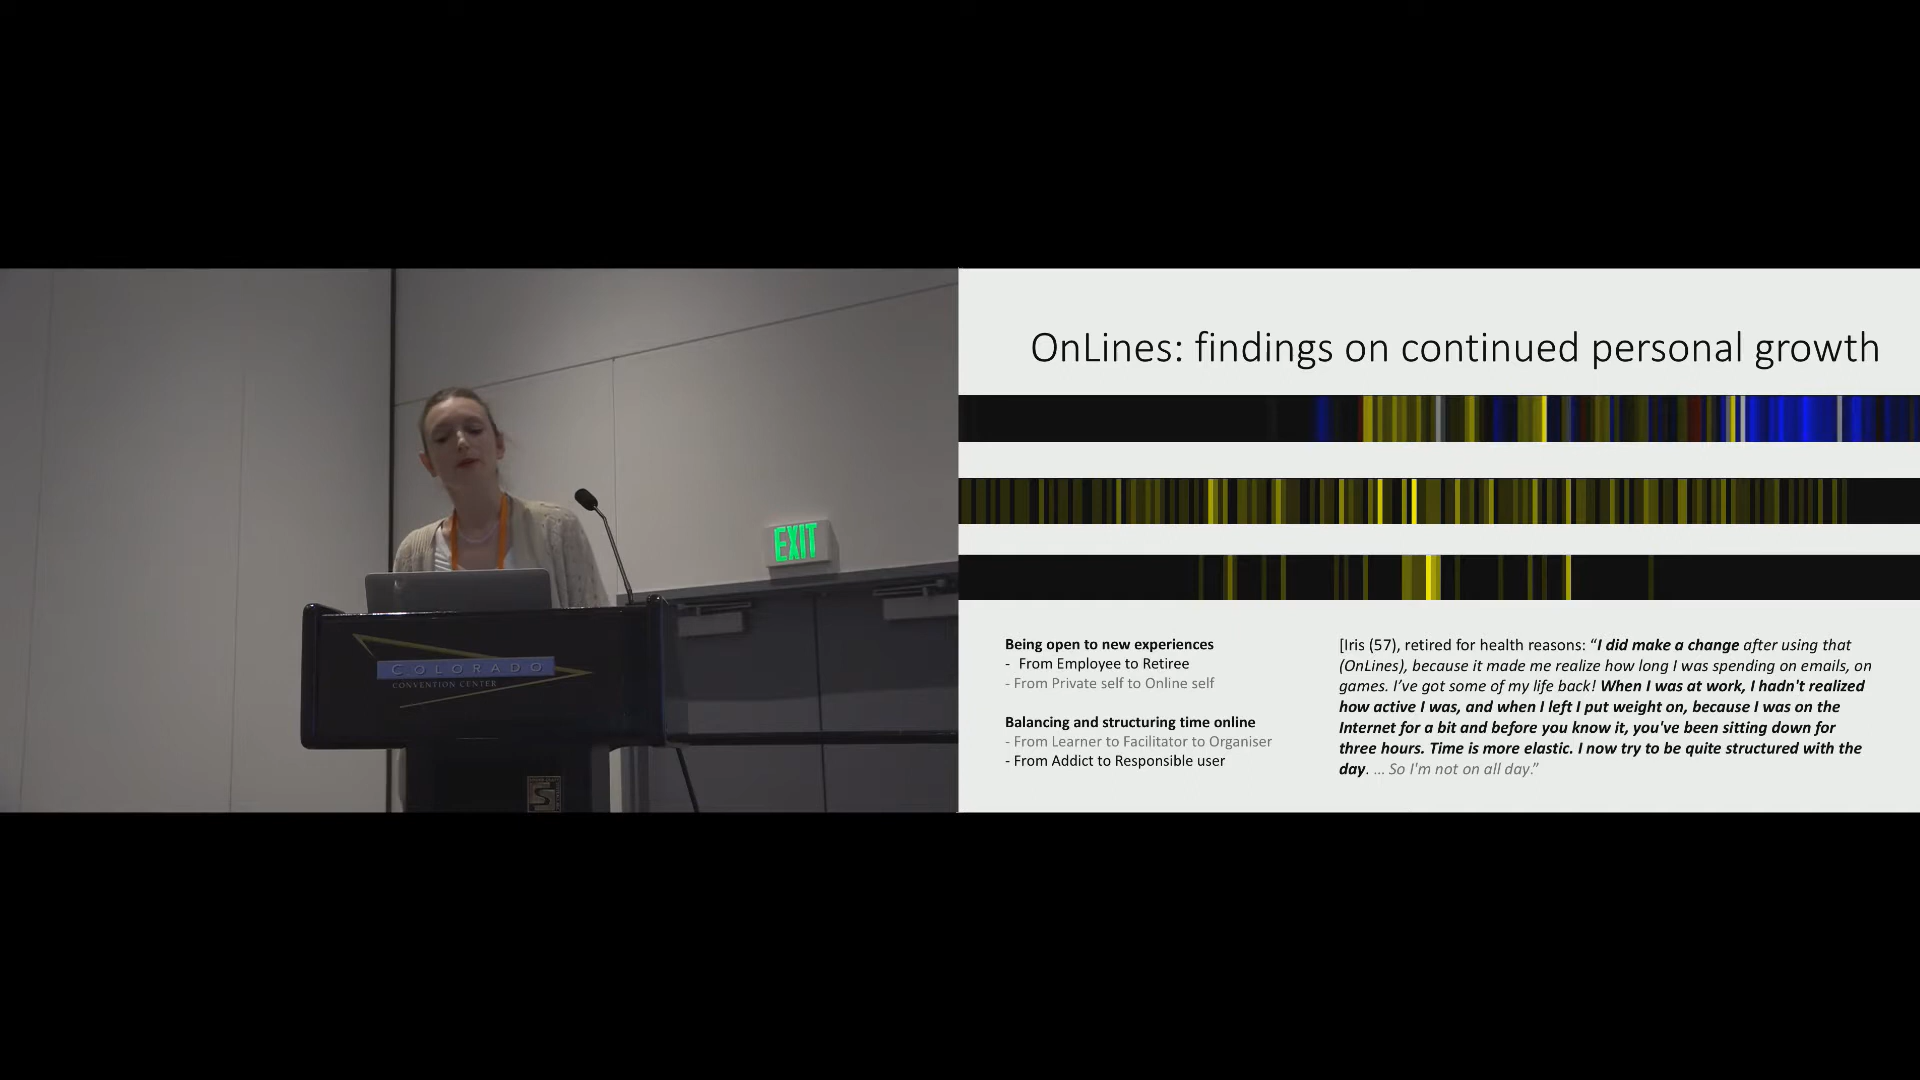 OnLines: findings on continued personal growth
EXIT
COLORADO
CONVENTION CENTER
Being open to new experiences
- From Employee to Retiree
- From Private self to Online self
Balancing and structuring time online
- From Learner to Facilitator to Organiser
- From Addict to Responsible user
[Iris (57), retired for health reasons: “I did make a change after using that
(OnLines), because it made me realize how long I was spending on emails, on
games. I’ve got some of my life back! When I was at work, I hadn't realized
how active I was, and when I left I put weight on, because I was on the
Internet for a bit and before you know it, you've been sitting down for
three hours. Time is more elastic. I now try to be quite structured with the
day. ... So I'm not on all day.”